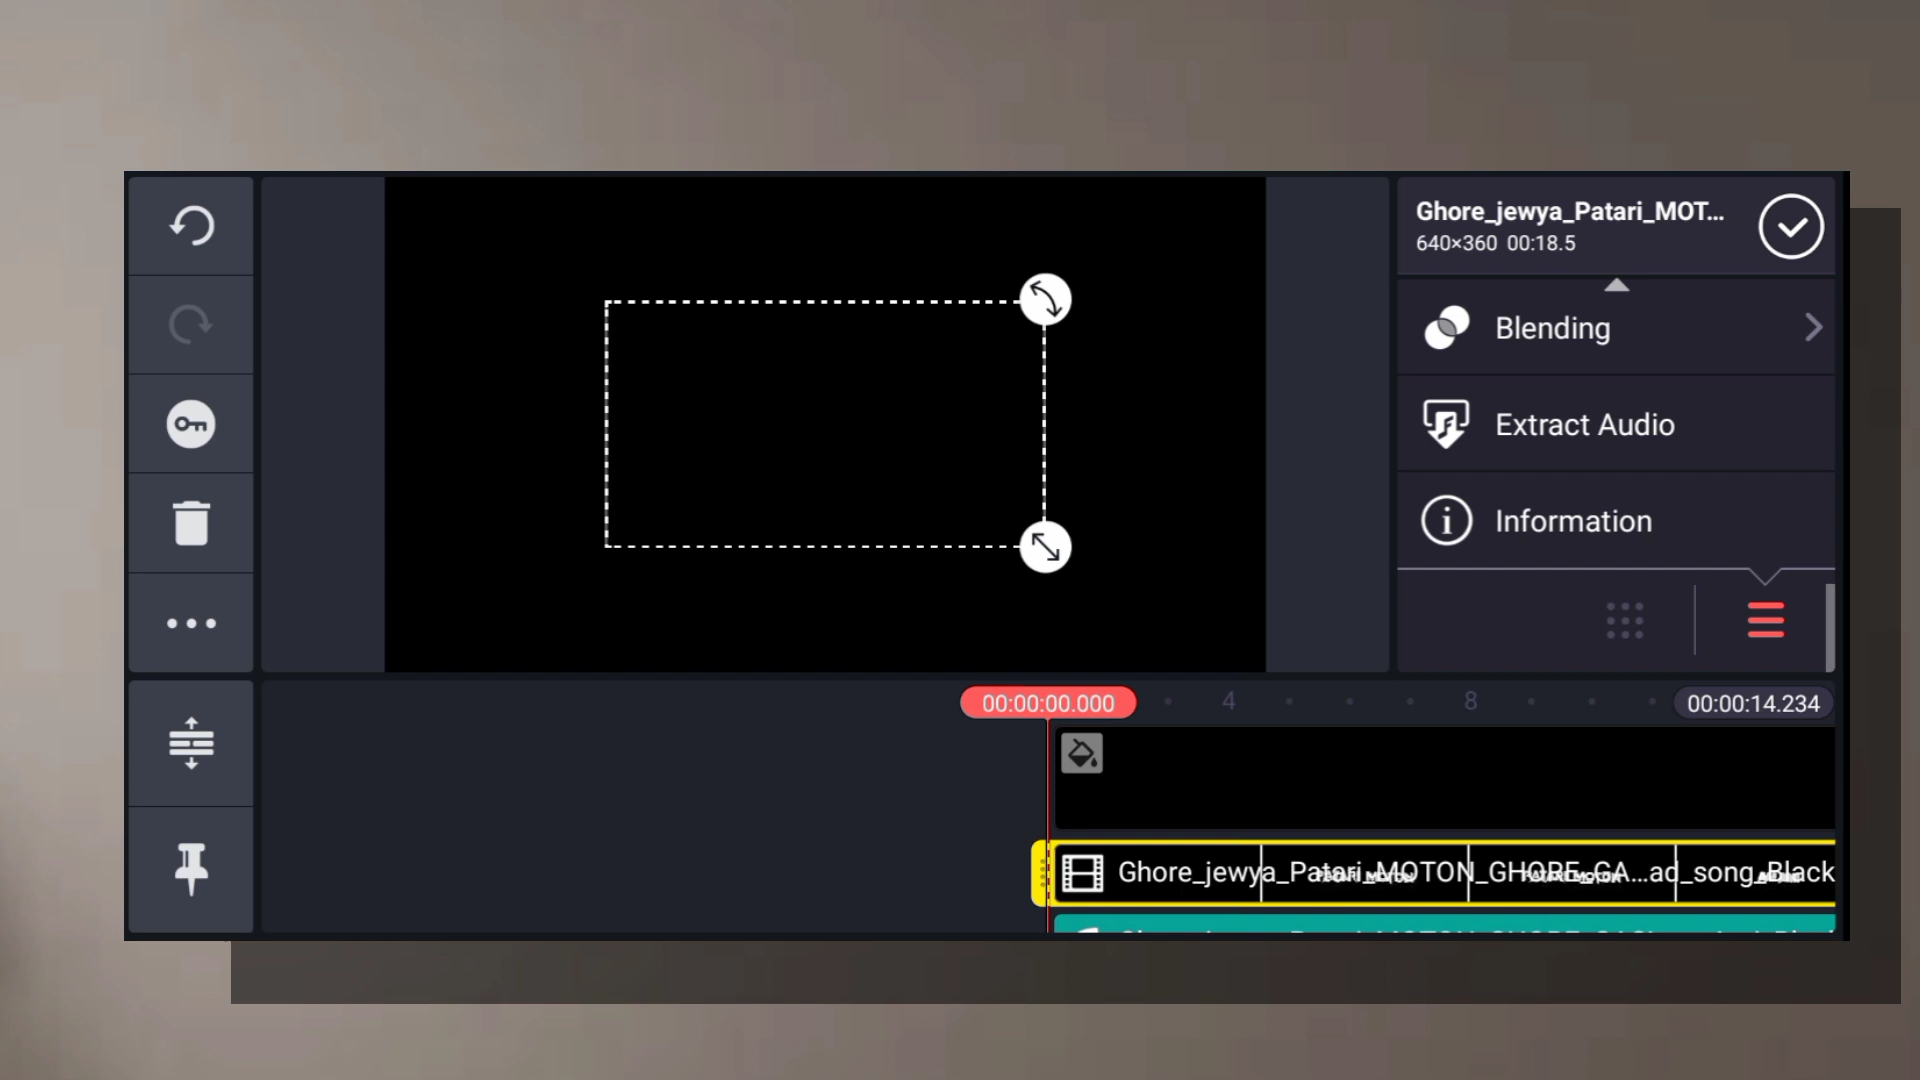 Ghore_jewya_Patari_MOT...
640×360 00:18.5
Blending
Extract Audio
Information
00:00:00.000
4
8
00:00:14.234
Ghore_jewya_Patari_MOTON_GHORE_GA...ad_song_Black